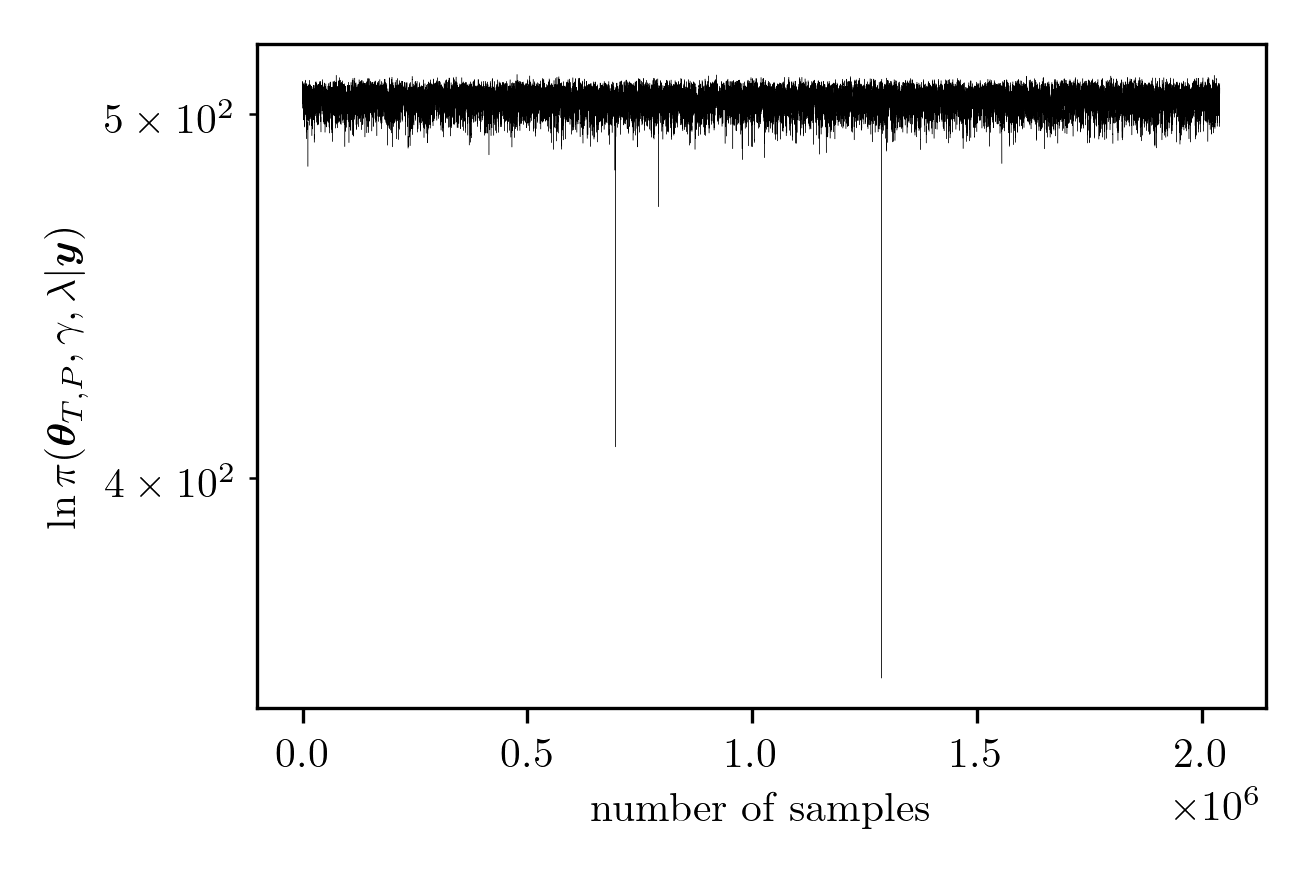 5 × 10²
4 × 10²
ln π(θ_{T,P}, γ, λ|y)
0.0 0.5 1.0 1.5 2.0
×10⁶
number of samples